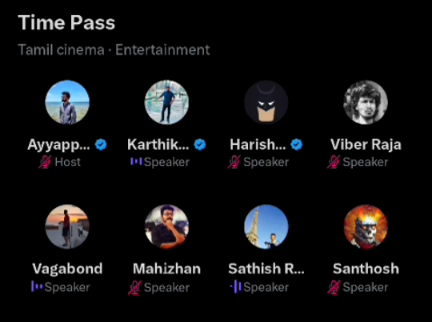 Time Pass
Tamil cinema · Entertainment
Ayyapp... Karthik... Harish... Viber Raja
Host Speaker Speaker Speaker
Vagabond Mahizhan Sathish R... Santhosh
Speaker Speaker Speaker Speaker